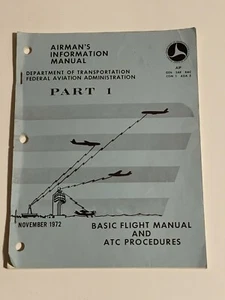 AIRMAN'S
INFORMATION
MANUAL
DEPARTMENT OF TRANSPORTATION
FEDERAL AVIATION ADMINISTRATION
PART 1
NOVEMBER 1972
BASIC FLIGHT MANUAL
AND
ATC PROCEDURES